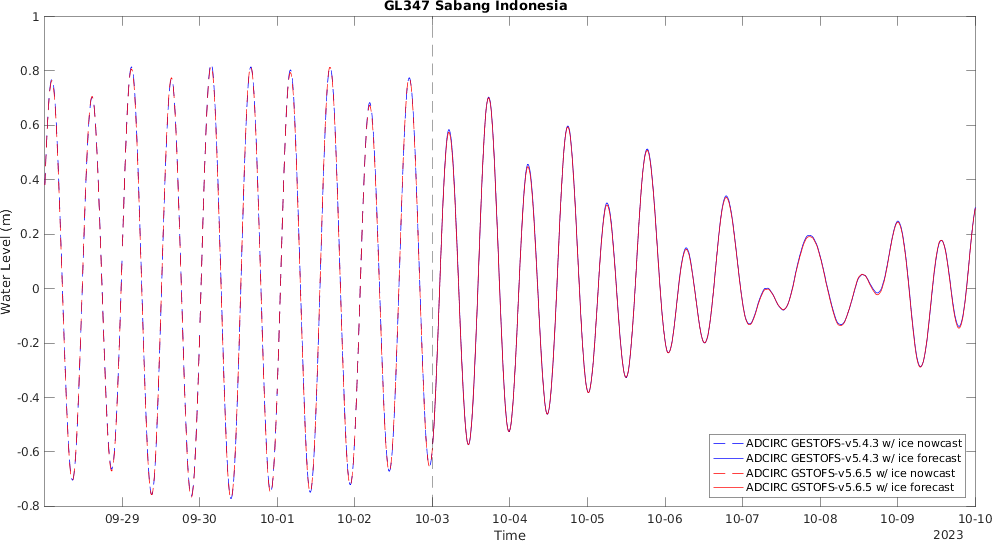 GL347 Sabang Indonesia
Water Level (m)
1
0.8
0.6
0.4
0.2
0
-0.2
-0.4
-0.6
-0.8
ADCIRC GESTOFS-v5.4.3 w/ ice nowcast
ADCIRC GESTOFS-v5.4.3 w/ ice forecast
ADCIRC GSTOFS-v5.6.5 w/ ice nowcast
ADCIRC GSTOFS-v5.6.5 w/ ice forecast
09-29 09-30 10-01 10-02 10-03 10-04 10-05 10-06 10-07 10-08 10-09 10-10
Time
2023